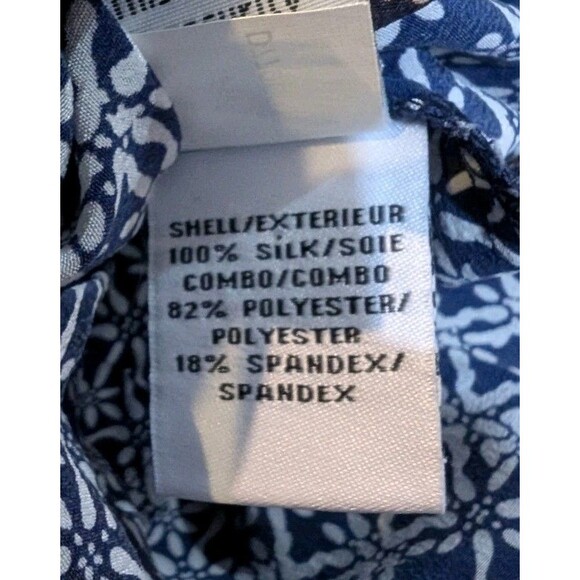 SHELL/EXTERIEUR
100% SILK/SOIE
COMBO/COMBO
82% POLYESTER/
POLYESTER
18% SPANDEX/
SPANDEX